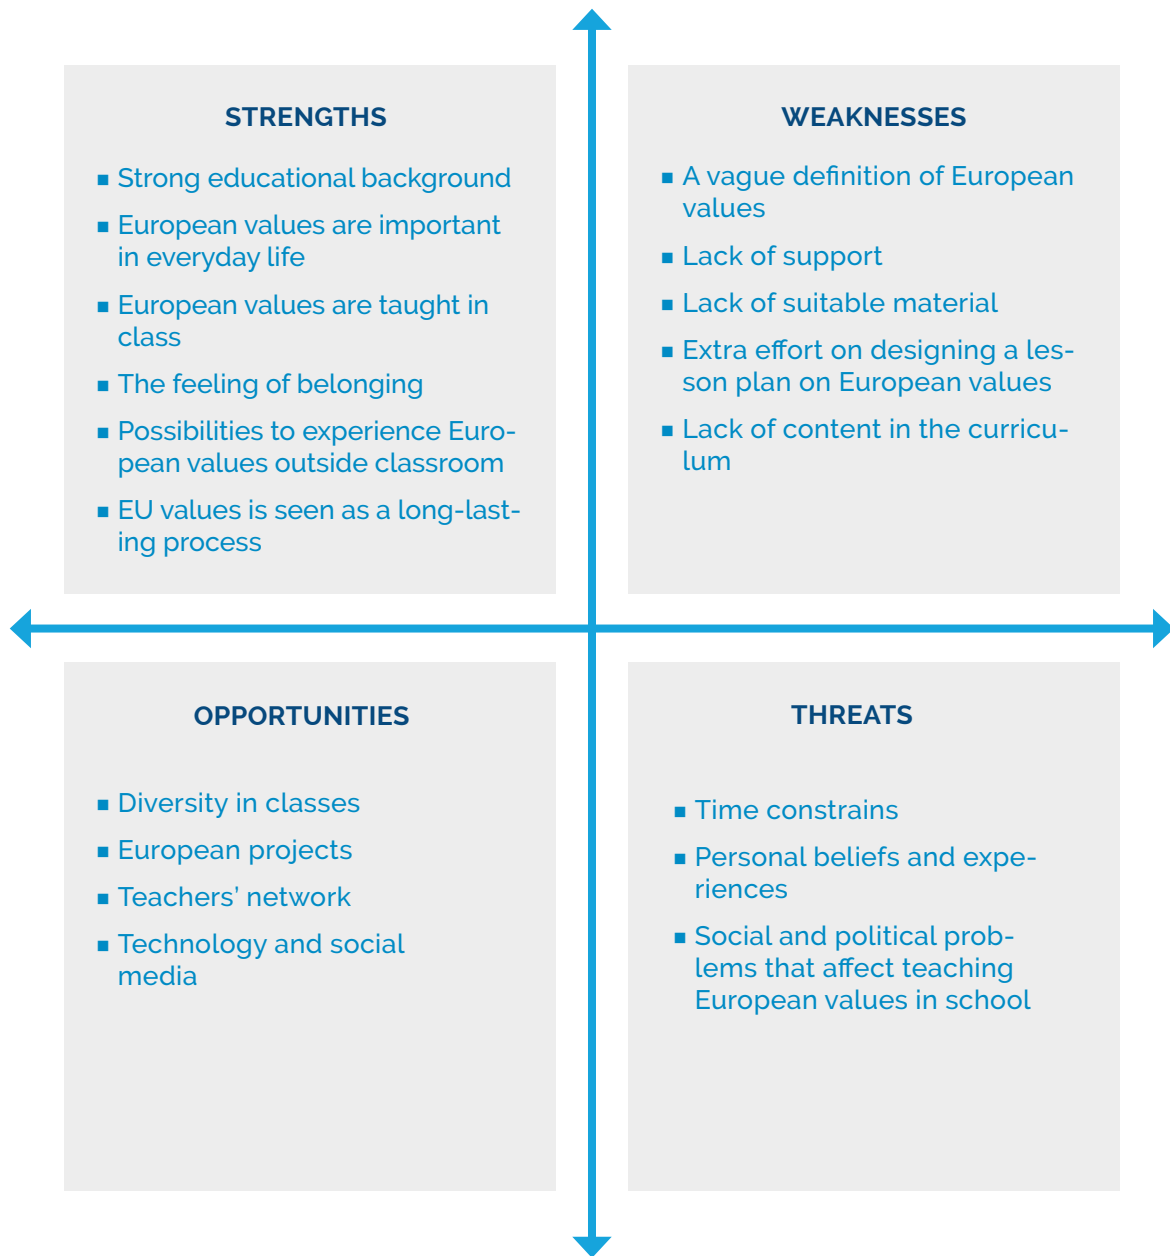 STRENGTHS
▪ Strong educational background
▪ European values are important
in everyday life
▪ European values are taught in
class
▪ The feeling of belonging
▪ Possibilities to experience Euro-
pean values outside classroom
▪ EU values is seen as a long-last-
ing process
WEAKNESSES
▪ A vague definition of European
values
▪ Lack of support
▪ Lack of suitable material
▪ Extra effort on designing a les-
son plan on European values
▪ Lack of content in the curricu-
lum
OPPORTUNITIES
▪ Diversity in classes
▪ European projects
▪ Teachers’ network
▪ Technology and social
media
THREATS
▪ Time constrains
▪ Personal beliefs and expe-
riences
▪ Social and political prob-
lems that affect teaching
European values in school